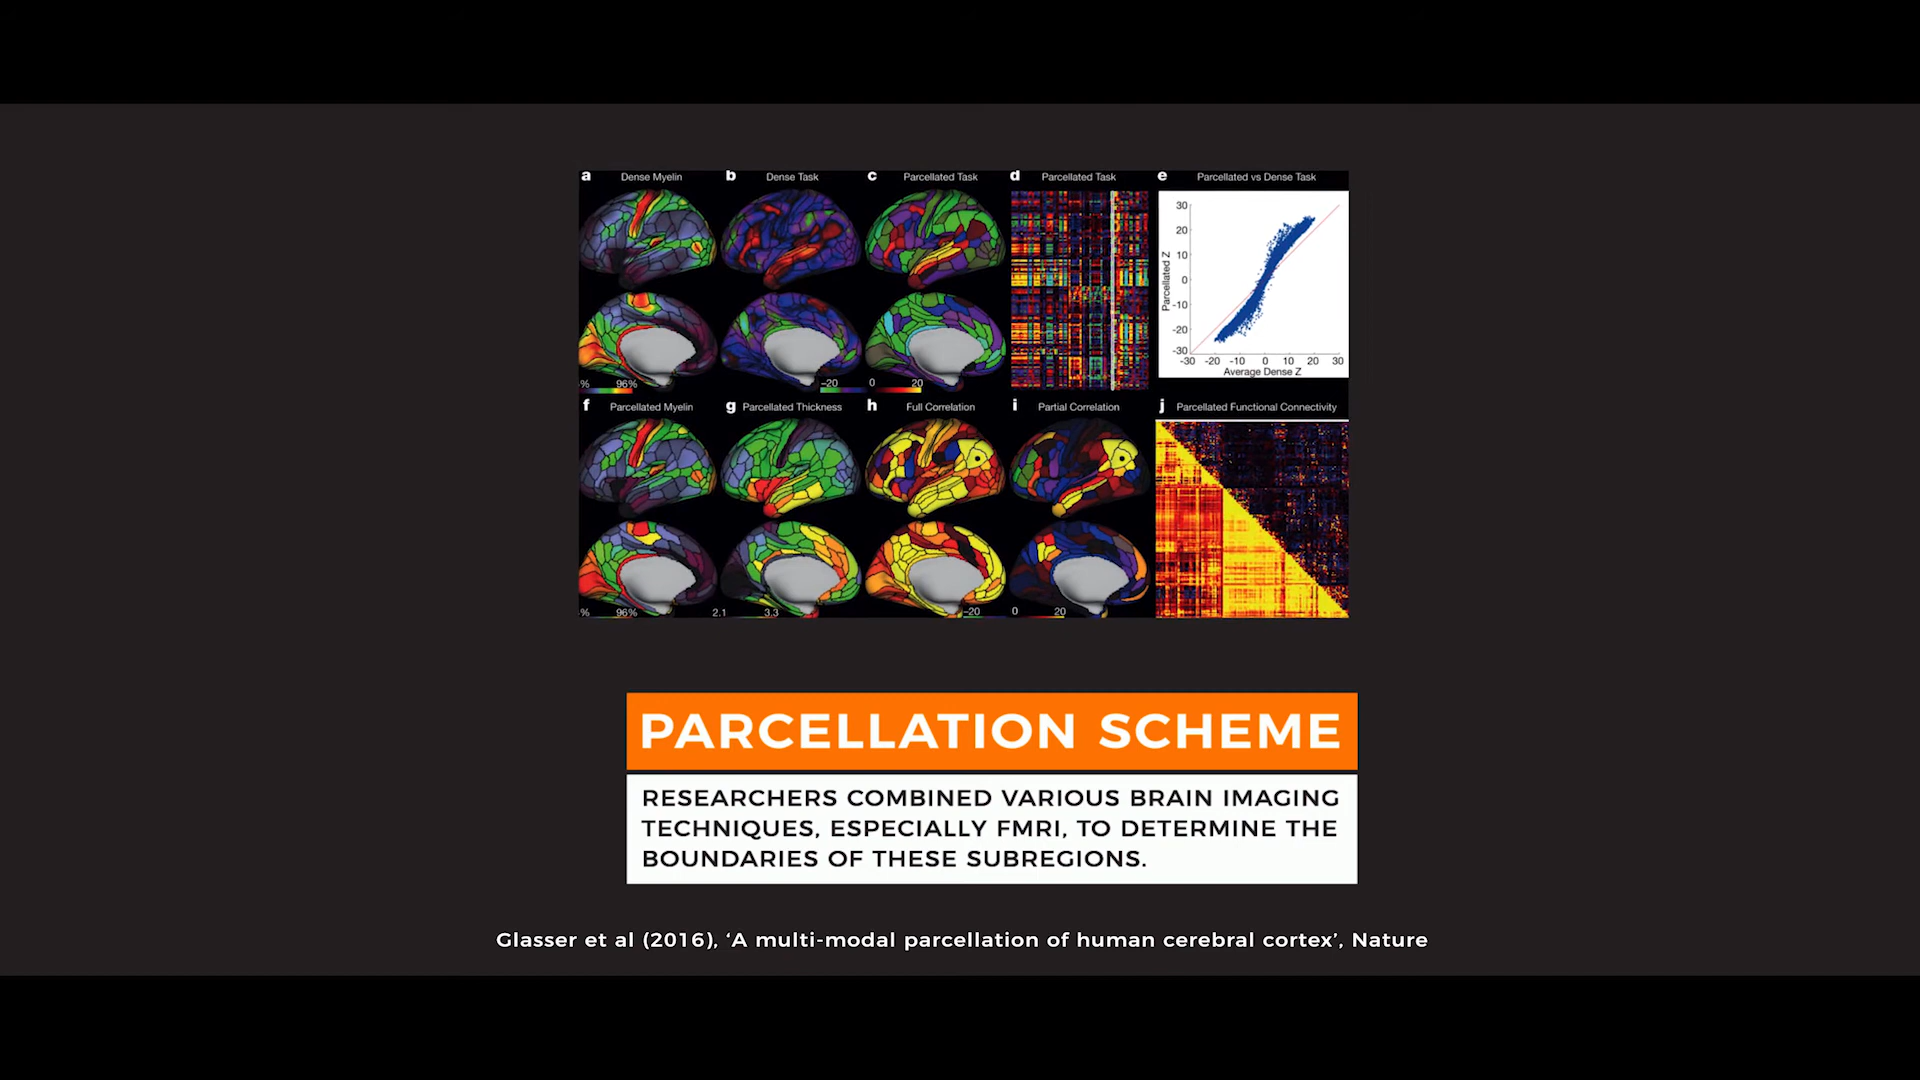 a Dense Myelin
b Dense Task
c Parcellated Task
d Parcellated Task
e Parcellated vs Dense Task
30
20
10
0
-10
-20
-30
Parcellated Z
-30 -20 -10 0 10 20 30
Average Dense Z
% 96%
-20 0 20
f Parcellated Myelin
g Parcellated Thickness
h Full Correlation
i Partial Correlation
j Parcellated Functional Connectivity
% 96%
2.1 3.3
-20 0 20
PARCELLATION SCHEME
RESEARCHERS COMBINED VARIOUS BRAIN IMAGING
TECHNIQUES, ESPECIALLY FMRI, TO DETERMINE THE
BOUNDARIES OF THESE SUBREGIONS.
Glasser et al (2016), ‘A multi-modal parcellation of human cerebral cortex’, Nature